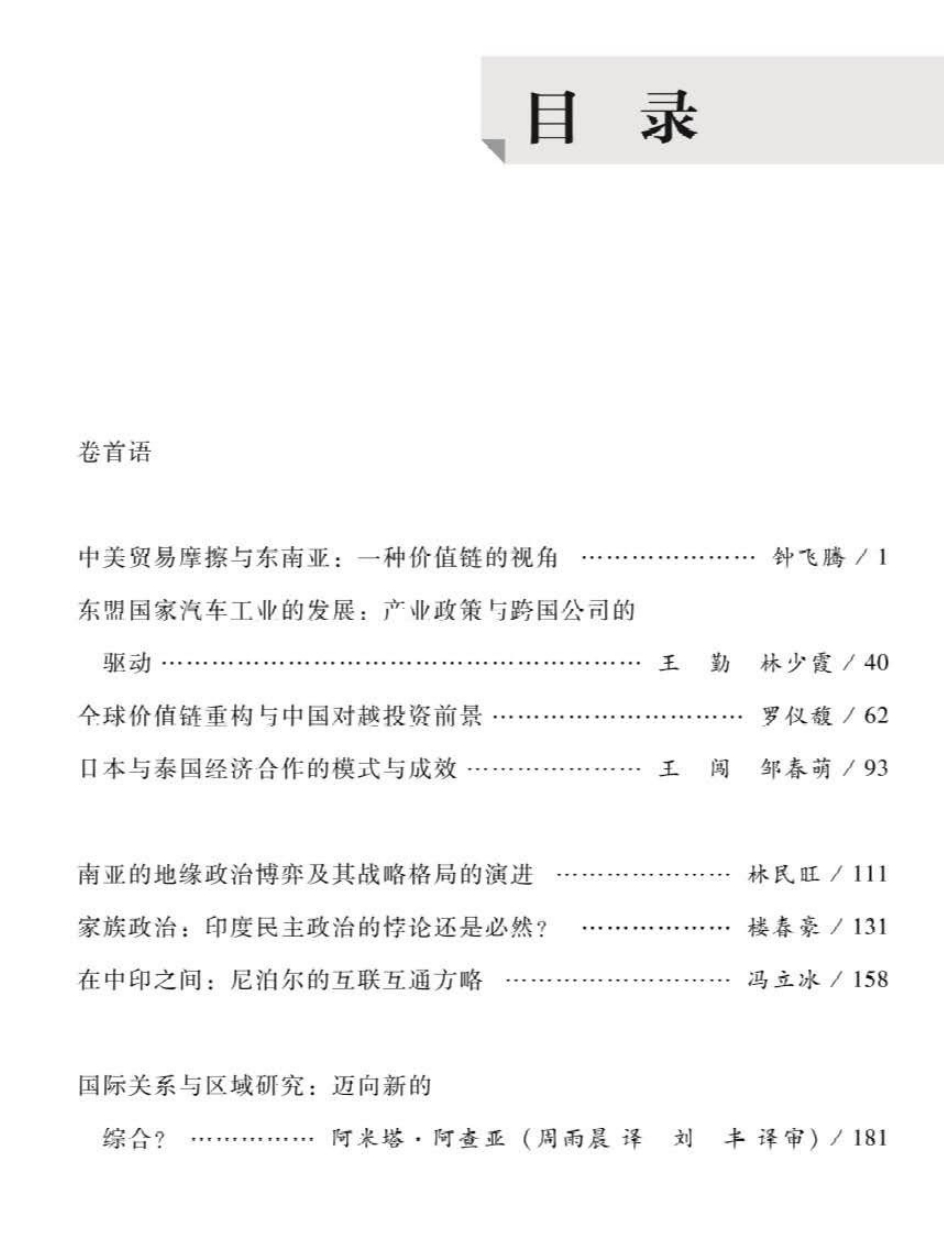 目 录
卷首语
中美贸易摩擦与东南亚：一种价值链的视角 ………………… 钟飞腾 / 1
东盟国家汽车工业的发展：产业政策与跨国公司的
驱动 ………………………………………………… 王 勤 林少霞 / 40
全球价值链重构与中国对越投资前景 ………………………… 罗仪馥 / 62
日本与泰国经济合作的模式与成效 ………………… 王 闯 邹春萌 / 93
南亚的地缘政治博弈及其战略格局的演进 ………………… 林民旺 / 111
家族政治：印度民主政治的悖论还是必然？ ……………… 楼春豪 / 131
在中印之间：尼泊尔的互联互通方略 ……………………… 冯立冰 / 158
国际关系与区域研究：迈向新的
综合？ …………… 阿米塔·阿查亚（周雨晨 译 刘 丰 译审）/ 181